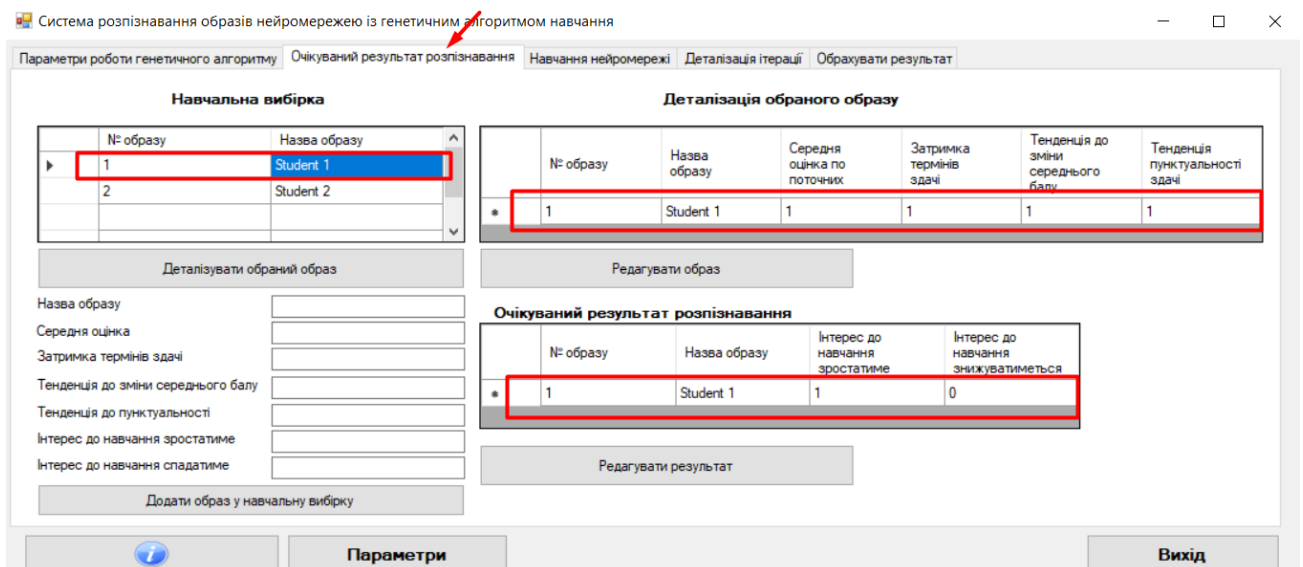 Система розпізнавання образів нейромережею із генетичним алгоритмом навчання
Параметри роботи генетичного алгоритму
Очікуваний результат розпізнавання
Навчання нейромережі
Деталізація ітерації
Обрахувати результат
Навчальна вибірка
№ образу Назва образу
1 Student 1
2 Student 2
Деталізувати обраний образ
Назва образу
Середня оцінка
Затримка термінів здачі
Тенденція до зміни середнього балу
Тенденція до пунктуальності
Інтерес до навчання зростатиме
Інтерес до навчання спадатиме
Додати образ у навчальну вибірку
Деталізація обраного образу
№ образу
Назва
образу
Середня
оцінка по
поточних
Затримка
термінів
здачі
Тенденція до
зміни
середнього
балу
Тенденція
пунктуальності
здачі
1 Student 1 1 1 1 1
Редагувати образ
Очікуваний результат розпізнавання
№ образу
Назва образу
Інтерес до
навчання
зростатиме
Інтерес до
навчання
знижуватиметься
1 Student 1 1 0
Редагувати результат
Параметри
Вихід